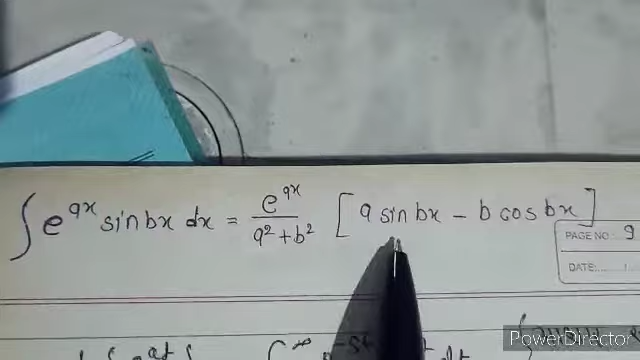 ∫ e^ax sin bx dx = e^ax / a² + b² [ a sin bx – b cos bx ]
PAGE NO.: 9
DATE:
PowerDirector